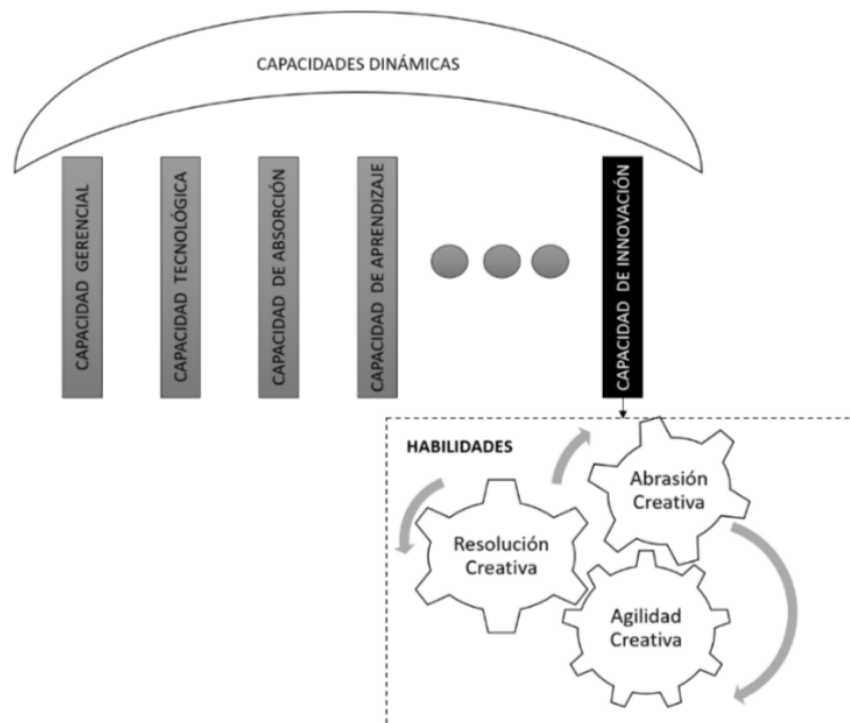 CAPACIDADES DINÁMICAS
CAPACIDAD GERENCIAL
CAPACIDAD TECNOLÓGICA
CAPACIDAD DE ABSORCIÓN
CAPACIDAD DE APRENDIZAJE
CAPACIDAD DE INNOVACIÓN
HABILIDADES
Abrasión
Creativa
Resolución
Creativa
Agilidad
Creativa